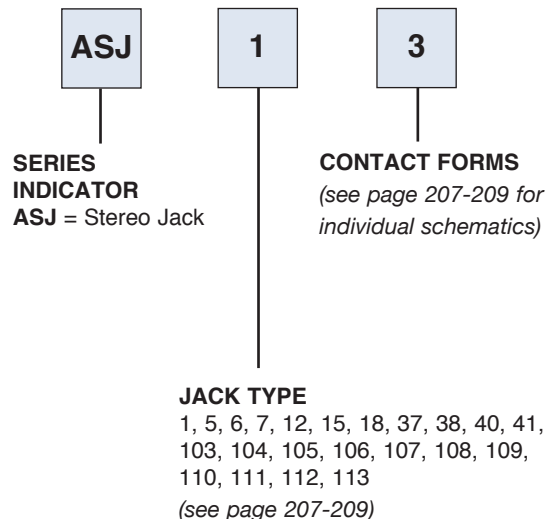 ASJ 1 3
SERIES
INDICATOR
ASJ = Stereo Jack
CONTACT FORMS
(see page 207-209 for
individual schematics)
JACK TYPE
1, 5, 6, 7, 12, 15, 18, 37, 38, 40, 41,
103, 104, 105, 106, 107, 108, 109,
110, 111, 112, 113
(see page 207-209)